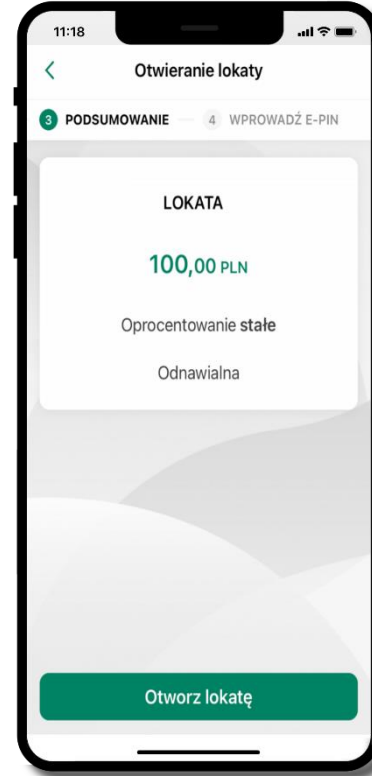 11:18
Otwieranie lokaty
3 PODSUMOWANIE 4 WPROWADŹ E-PIN
LOKATA
100,00 PLN
Oprocentowanie stałe
Odnawialna
Otworz lokatę